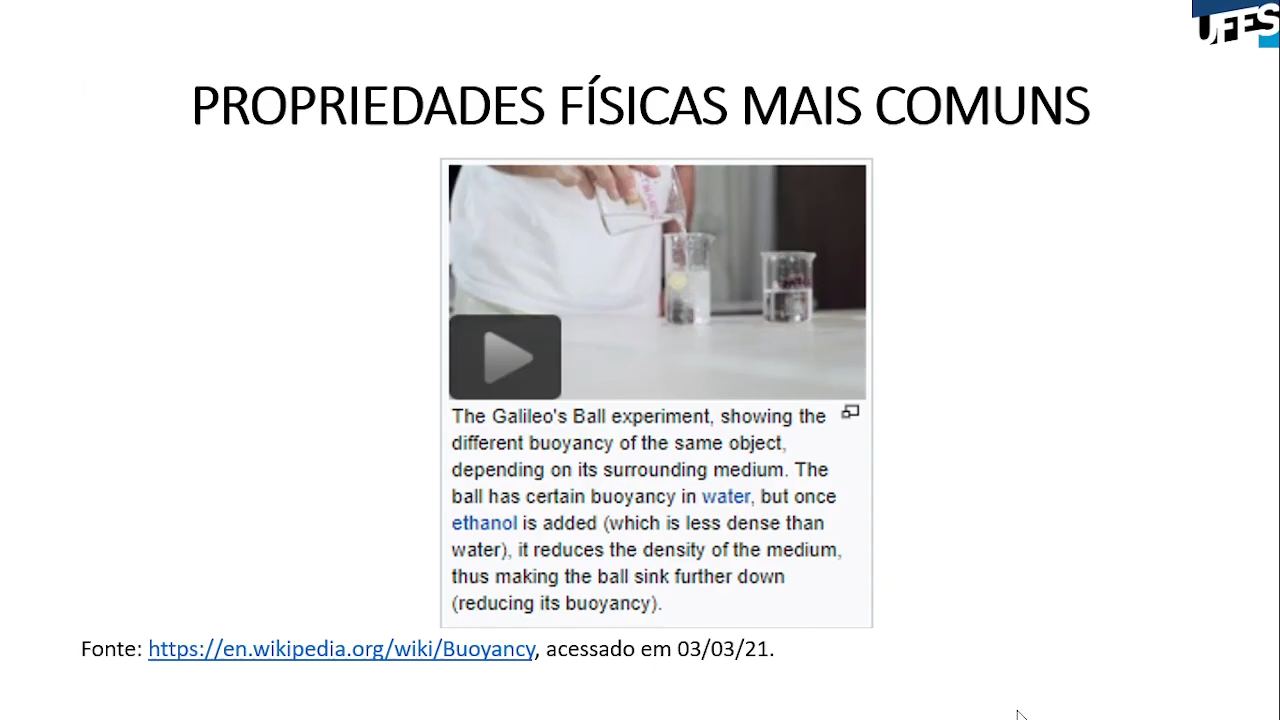 UFES
PROPRIEDADES FÍSICAS MAIS COMUNS
The Galileo's Ball experiment, showing the
different buoyancy of the same object,
depending on its surrounding medium. The
ball has certain buoyancy in water, but once
ethanol is added (which is less dense than
water), it reduces the density of the medium,
thus making the ball sink further down
(reducing its buoyancy).
Fonte: https://en.wikipedia.org/wiki/Buoyancy, acessado em 03/03/21.